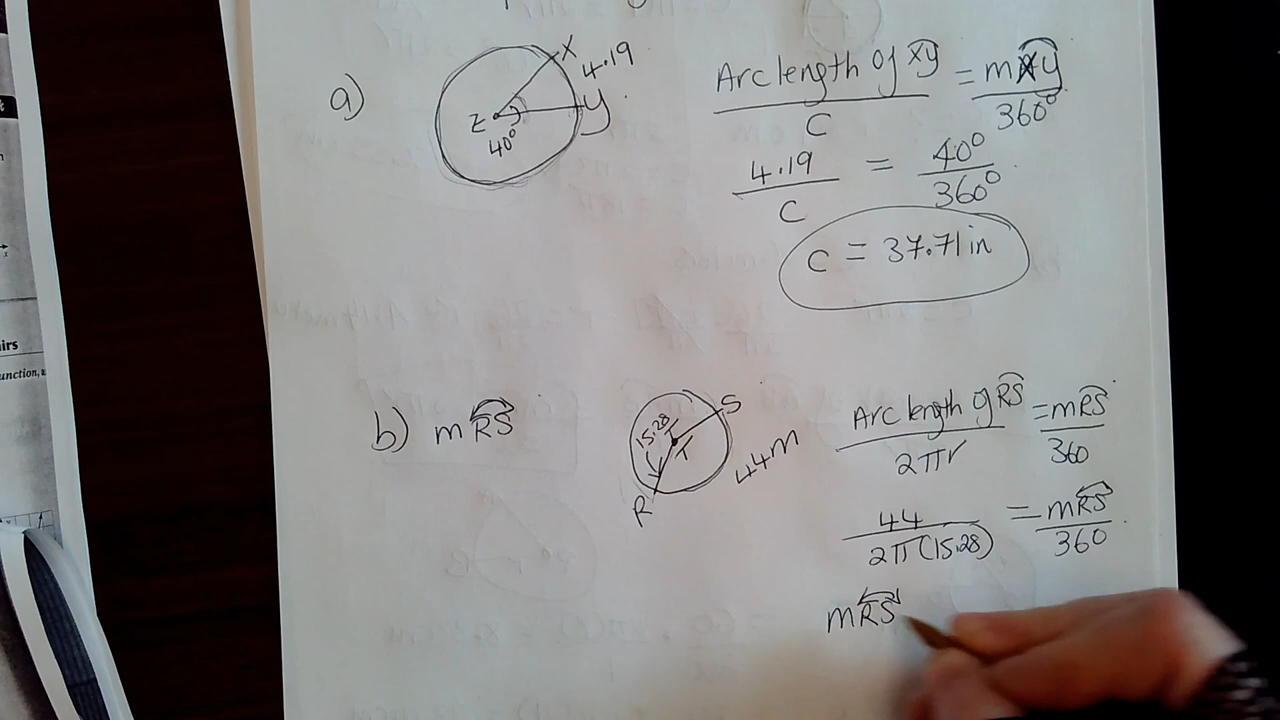 a)
X
4.19
Z
y
40°
Arc length of xy = mxy
C 360°
4.19 = 40°
C 360°
C = 37.71 in
b) mRS
15.28
S
T
R
44m
Arc length of RS = mRS
2πr 360
44 = mRS
2π(15.28) 360
mRS
airs